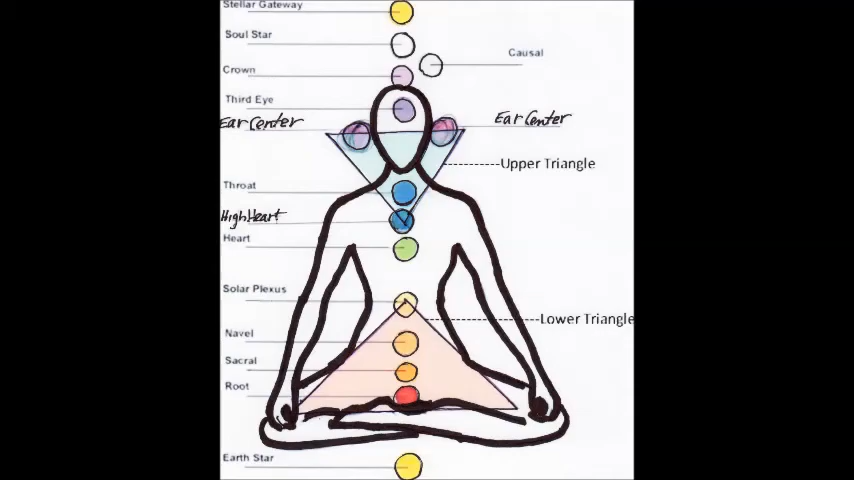 Stellar Gateway
Soul Star
Causal
Crown
Third Eye
Ear Center
Ear Center
Upper Triangle
Throat
High Heart
Heart
Solar Plexus
Lower Triangle
Navel
Sacral
Root
Earth Star